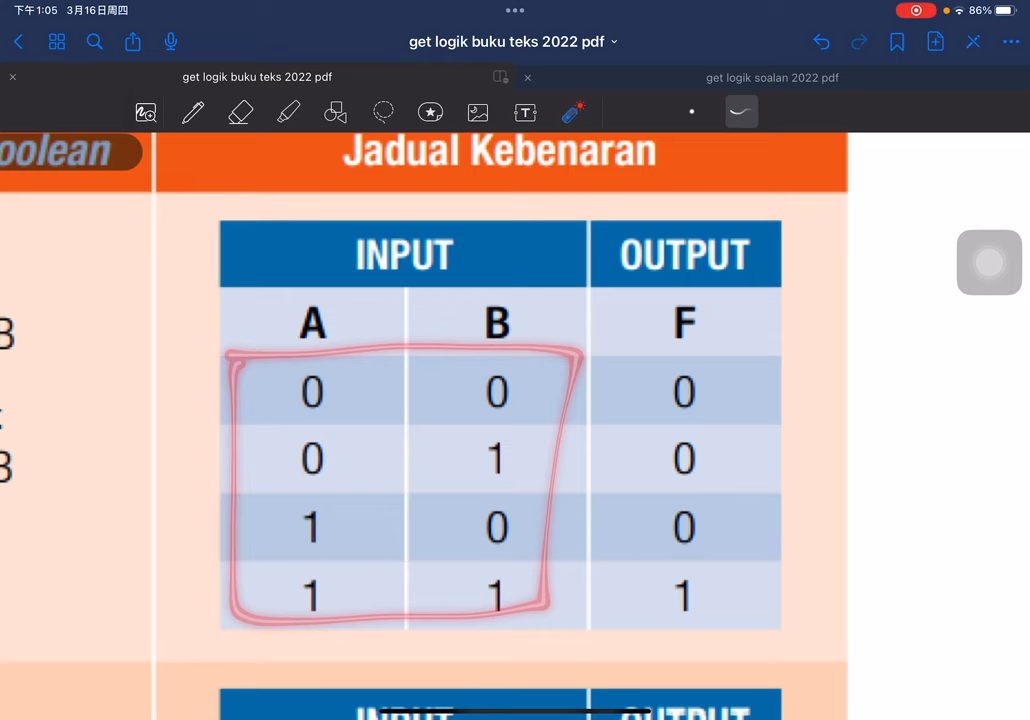 下午1:05 3月16日周四
86%
get logik buku teks 2022 pdf
get logik buku teks 2022 pdf
get logik soalan 2022 pdf
oolean
Jadual Kebenaran
INPUT OUTPUT
A B F
B
0 0 0
0 1 0
B
1 0 0
1 1 1
INPUT OUTPUT